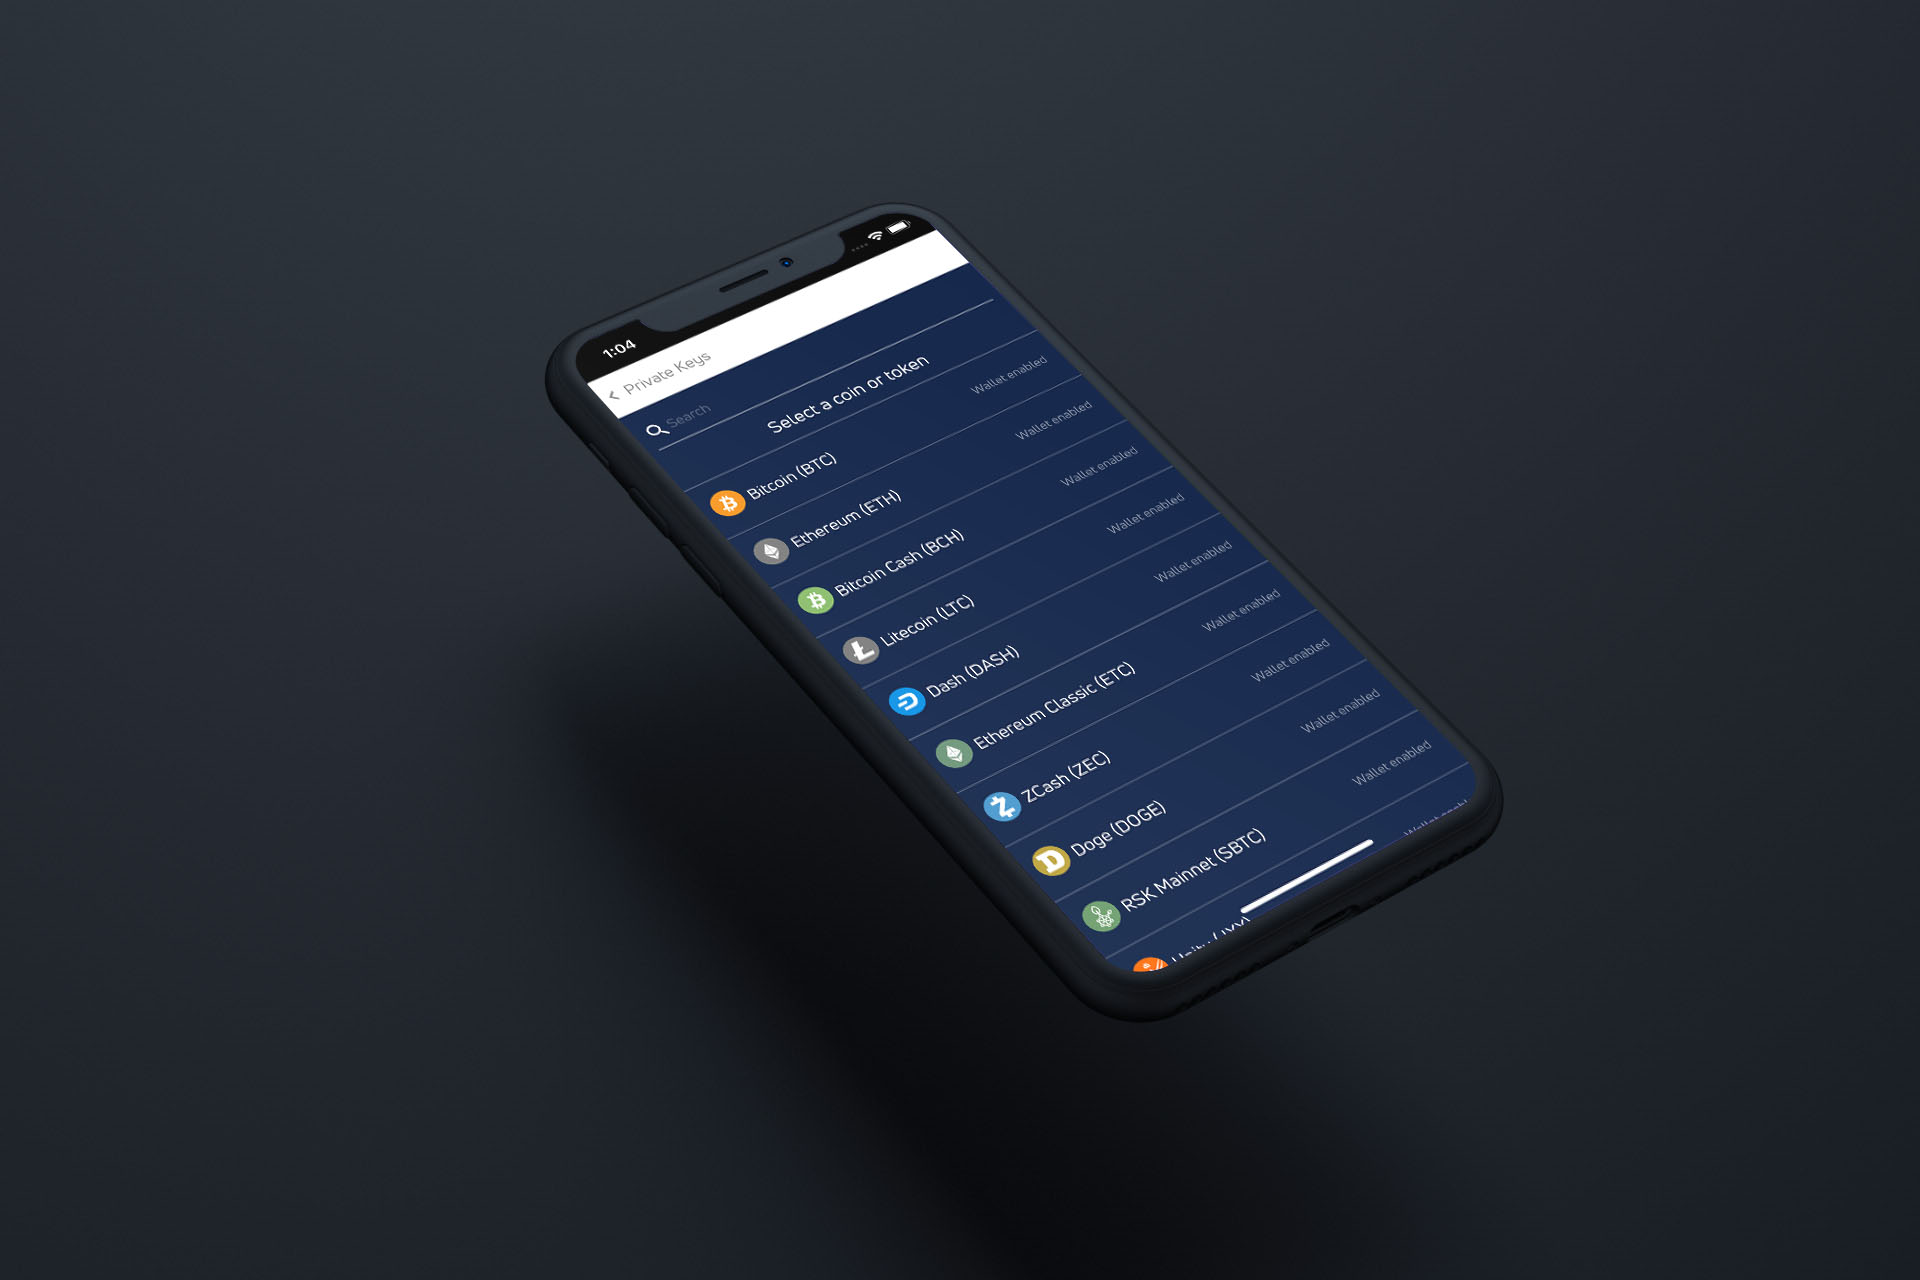 1:04
Private Keys
Search
Select a coin or token
Bitcoin (BTC) Wallet enabled
Ethereum (ETH) Wallet enabled
Bitcoin Cash (BCH) Wallet enabled
Litecoin (LTC) Wallet enabled
Dash (DASH) Wallet enabled
Ethereum Classic (ETC) Wallet enabled
ZCash (ZEC) Wallet enabled
Doge (DOGE) Wallet enabled
RSK Mainnet (SBTC) Wallet enabled